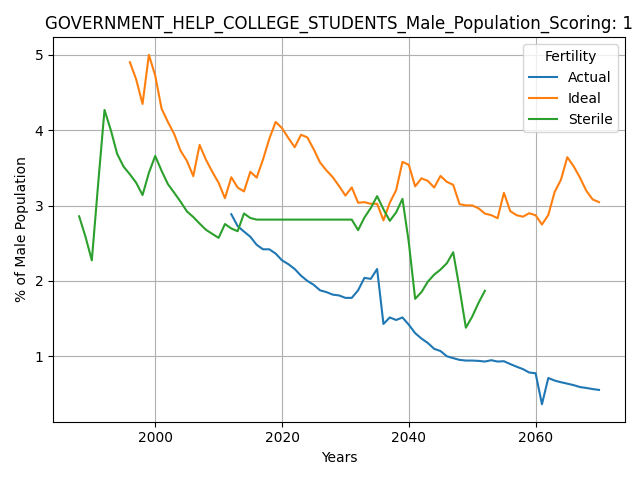 GOVERNMENT_HELP_COLLEGE_STUDENTS_Male_Population_Scoring: 1
Fertility
Actual
Ideal
Sterile
% of Male Population
5
4
3
2
1
2000 2020 2040 2060
Years